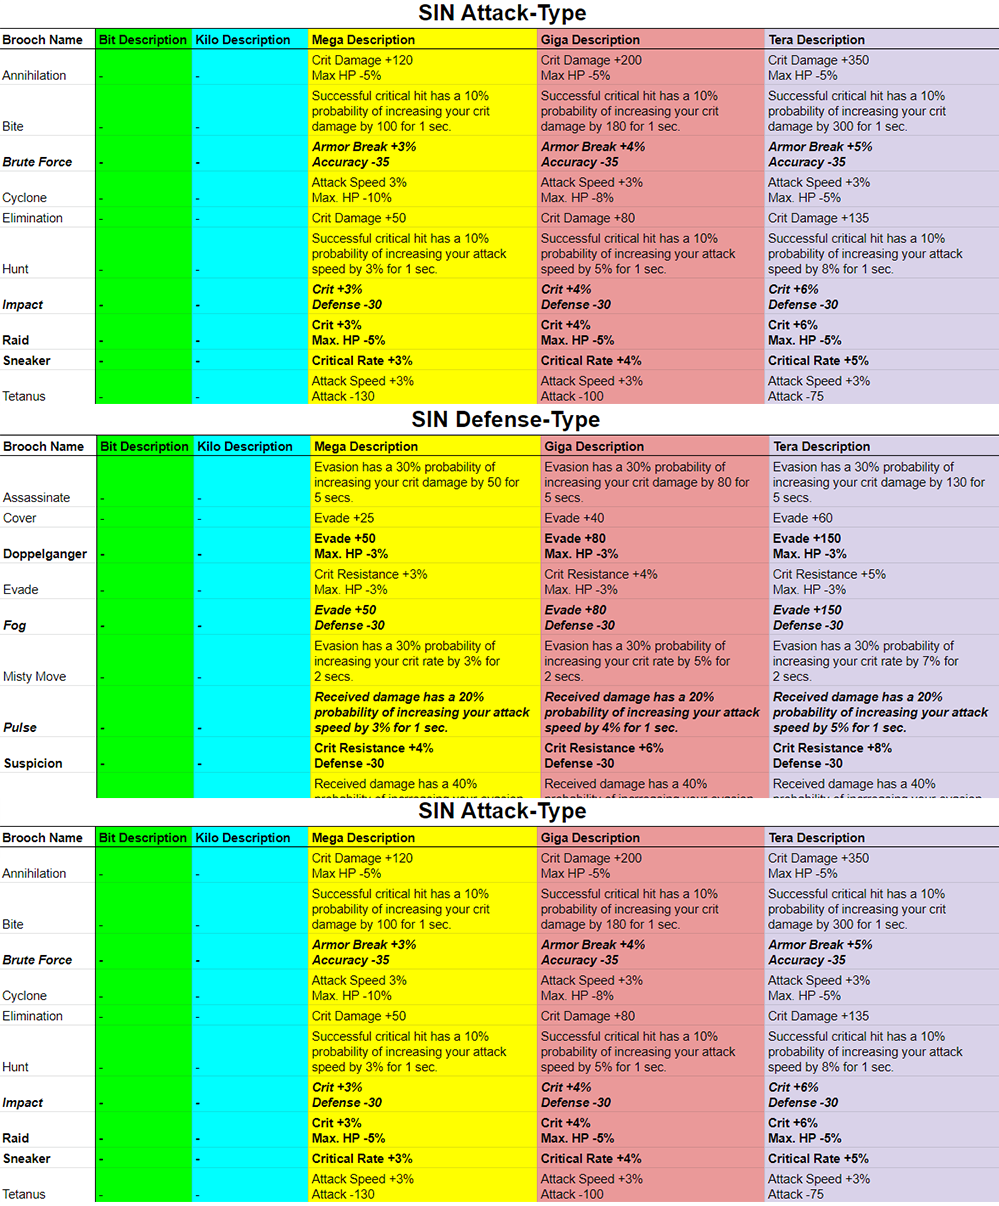 SIN Attack-Type
Brooch Name Bit Description Kilo Description Mega Description Giga Description Tera Description
Crit Damage +120 Crit Damage +200 Crit Damage +350
Annihilation - - Max HP -5% Max HP -5% Max HP -5%
Successful critical hit has a 10% Successful critical hit has a 10% Successful critical hit has a 10%
probability of increasing your crit probability of increasing your crit probability of increasing your crit
Bite - - damage by 100 for 1 sec. damage by 180 for 1 sec. damage by 300 for 1 sec.
Armor Break +3% Armor Break +4% Armor Break +5%
Brute Force - - Accuracy -35 Accuracy -35 Accuracy -35
Attack Speed 3% Attack Speed +3% Attack Speed +3%
Cyclone - - Max. HP -10% Max. HP -8% Max. HP -5%
Elimination - - Crit Damage +50 Crit Damage +80 Crit Damage +135
Successful critical hit has a 10% Successful critical hit has a 10% Successful critical hit has a 10%
probability of increasing your attack probability of increasing your attack probability of increasing your attack
Hunt - - speed by 3% for 1 sec. speed by 5% for 1 sec. speed by 8% for 1 sec.
Crit +3% Crit +4% Crit +6%
Impact - - Defense -30 Defense -30 Defense -30
Crit +3% Crit +4% Crit +6%
Raid - - Max. HP -5% Max. HP -5% Max. HP -5%
Sneaker - - Critical Rate +3% Critical Rate +4% Critical Rate +5%
Attack Speed +3% Attack Speed +3% Attack Speed +3%
Tetanus - - Attack -130 Attack -100 Attack -75
SIN Defense-Type
Brooch Name Bit Description Kilo Description Mega Description Giga Description Tera Description
Evasion has a 30% probability of Evasion has a 30% probability of Evasion has a 30% probability of
increasing your crit damage by 50 for increasing your crit damage by 80 for increasing your crit damage by 130 for
Assassinate - - 5 secs. 5 secs. 5 secs.
Cover - - Evade +25 Evade +40 Evade +60
Evade +50 Evade +80 Evade +150
Doppelganger - - Max. HP -3% Max. HP -3% Max. HP -3%
Crit Resistance +3% Crit Resistance +4% Crit Resistance +5%
Evade - - Max. HP -3% Max. HP -3% Max. HP -3%
Evade +50 Evade +80 Evade +150
Fog - - Defense -30 Defense -30 Defense -30
Evasion has a 30% probability of Evasion has a 30% probability of Evasion has a 30% probability of
increasing your crit rate by 3% for increasing your crit rate by 5% for increasing your crit rate by 7% for
Misty Move - - 2 secs. 2 secs. 2 secs.
Received damage has a 20% Received damage has a 20% Received damage has a 20%
probability of increasing your attack probability of increasing your attack probability of increasing your attack
Pulse - - speed by 3% for 1 sec. speed by 4% for 1 sec. speed by 5% for 1 sec.
Crit Resistance +4% Crit Resistance +6% Crit Resistance +8%
Suspicion - - Defense -30 Defense -30 Defense -30
Received damage has a 40% Received damage has a 40% Received damage has a 40%
SIN Attack-Type
Brooch Name Bit Description Kilo Description Mega Description Giga Description Tera Description
Crit Damage +120 Crit Damage +200 Crit Damage +350
Annihilation - - Max HP -5% Max HP -5% Max HP -5%
Successful critical hit has a 10% Successful critical hit has a 10% Successful critical hit has a 10%
probability of increasing your crit probability of increasing your crit probability of increasing your crit
Bite - - damage by 100 for 1 sec. damage by 180 for 1 sec. damage by 300 for 1 sec.
Armor Break +3% Armor Break +4% Armor Break +5%
Brute Force - - Accuracy -35 Accuracy -35 Accuracy -35
Attack Speed 3% Attack Speed +3% Attack Speed +3%
Cyclone - - Max. HP -10% Max. HP -8% Max. HP -5%
Elimination - - Crit Damage +50 Crit Damage +80 Crit Damage +135
Successful critical hit has a 10% Successful critical hit has a 10% Successful critical hit has a 10%
probability of increasing your attack probability of increasing your attack probability of increasing your attack
Hunt - - speed by 3% for 1 sec. speed by 5% for 1 sec. speed by 8% for 1 sec.
Crit +3% Crit +4% Crit +6%
Impact - - Defense -30 Defense -30 Defense -30
Crit +3% Crit +4% Crit +6%
Raid - - Max. HP -5% Max. HP -5% Max. HP -5%
Sneaker - - Critical Rate +3% Critical Rate +4% Critical Rate +5%
Attack Speed +3% Attack Speed +3% Attack Speed +3%
Tetanus - - Attack -130 Attack -100 Attack -75